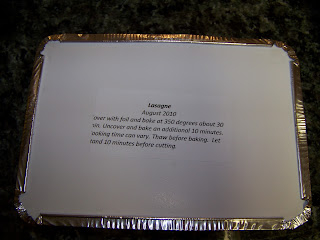 Lasagne
August 2010
over with foil and bake at 350 degrees about 30
in. Uncover and bake an additional 10 minutes.
aking time can vary. Thaw before baking. Let
tand 10 minutes before cutting.